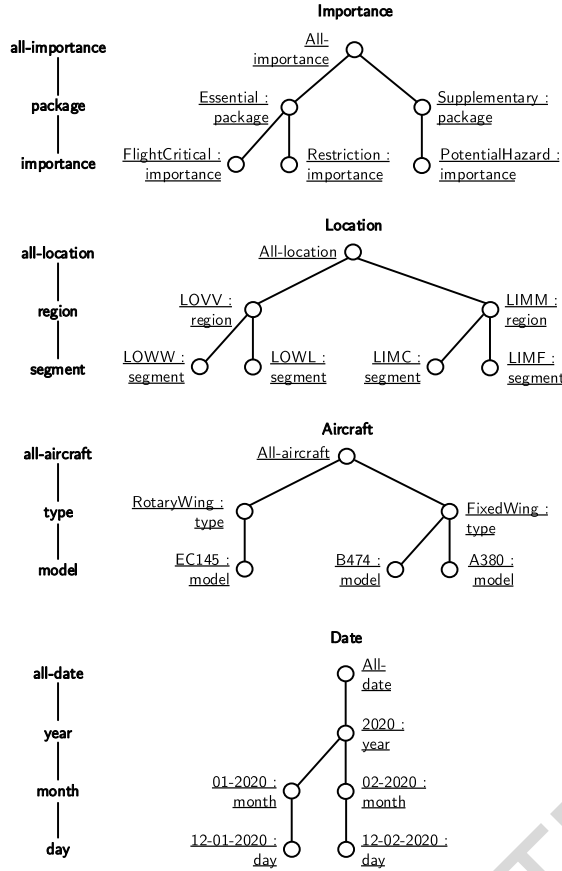 Importance
all-importance
All-
importance
package
Essential :
package
Supplementary :
package
importance
FlightCritical :
importance
Restriction :
importance
PotentialHazard :
importance
Location
all-location
All-location
region
LOVV :
region
LIMM :
region
segment
LOWW :
segment
LOWL :
segment
LIMC :
segment
LIMF :
segment
Aircraft
all-aircraft
All-aircraft
type
RotaryWing :
type
FixedWing :
type
model
EC145 :
model
B474 :
model
A380 :
model
Date
all-date
All-
date
year
2020 :
year
month
01-2020 :
month
02-2020 :
month
day
12-01-2020 :
day
12-02-2020 :
day